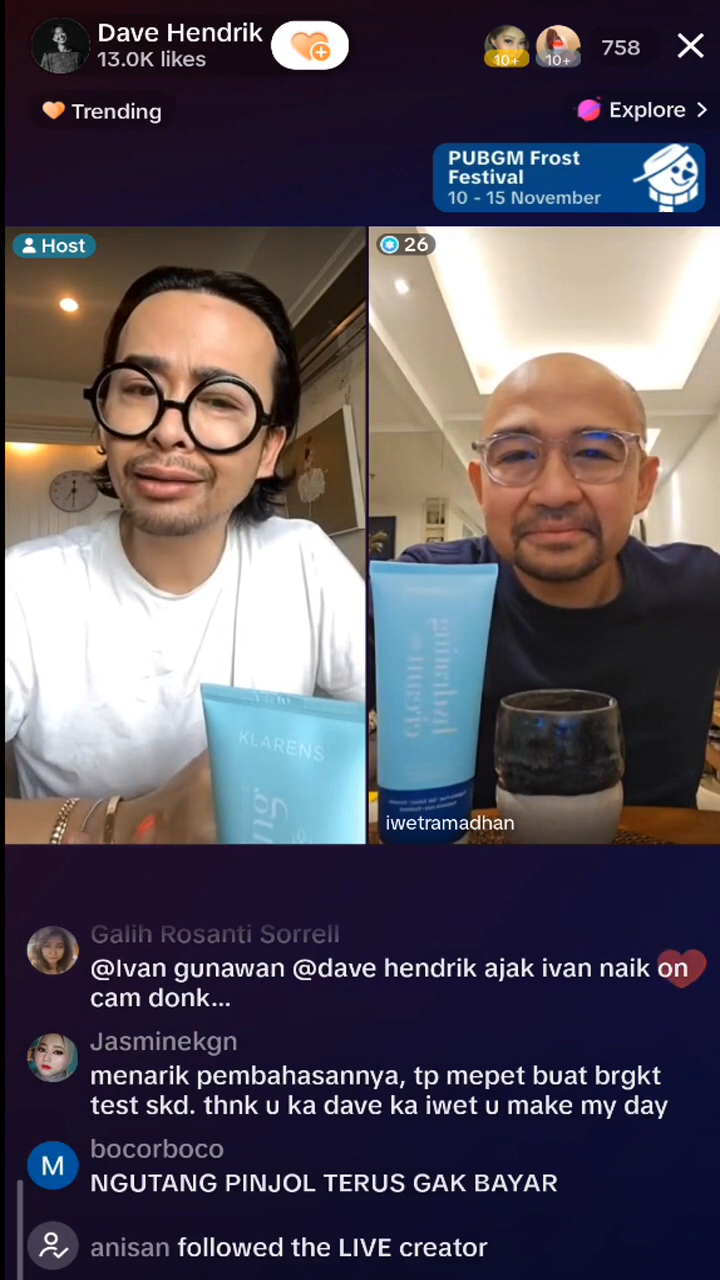 Dave Hendrik
13.0K likes
10+
10+
758
Trending
Explore
PUBGM Frost
Festival
10 - 15 November
Host
26
KLARENS
iwetramadhan
Galih Rosanti Sorrell
@Ivan gunawan @dave hendrik ajak ivan naik on
cam donk...
Jasminekgn
menarik pembahasannya, tp mepet buat brgkt
test skd. thnk u ka dave ka iwet u make my day
M
bocorboco
NGUTANG PINJOL TERUS GAK BAYAR
anisan followed the LIVE creator